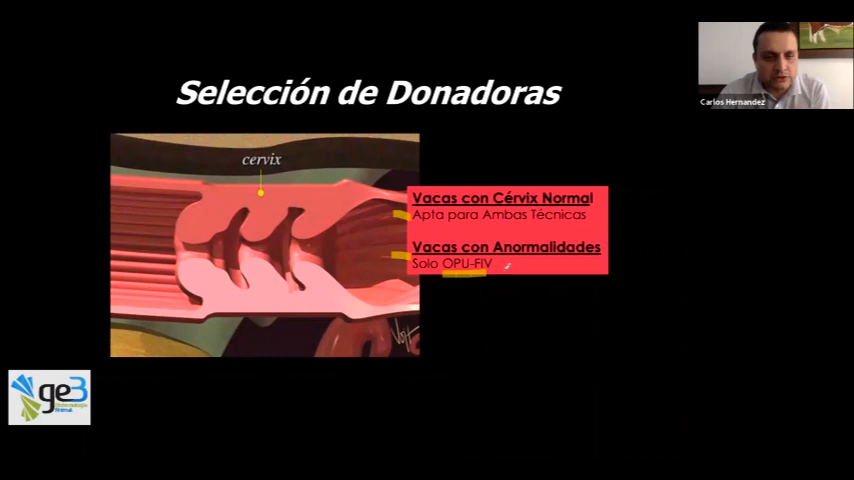 Carlos Hernandez
Selección de Donadoras
cervix
Vacas con Cérvix Normal
Apta para Ambas Técnicas
Vacas con Anormalidades
Solo OPU-FIV
ge3